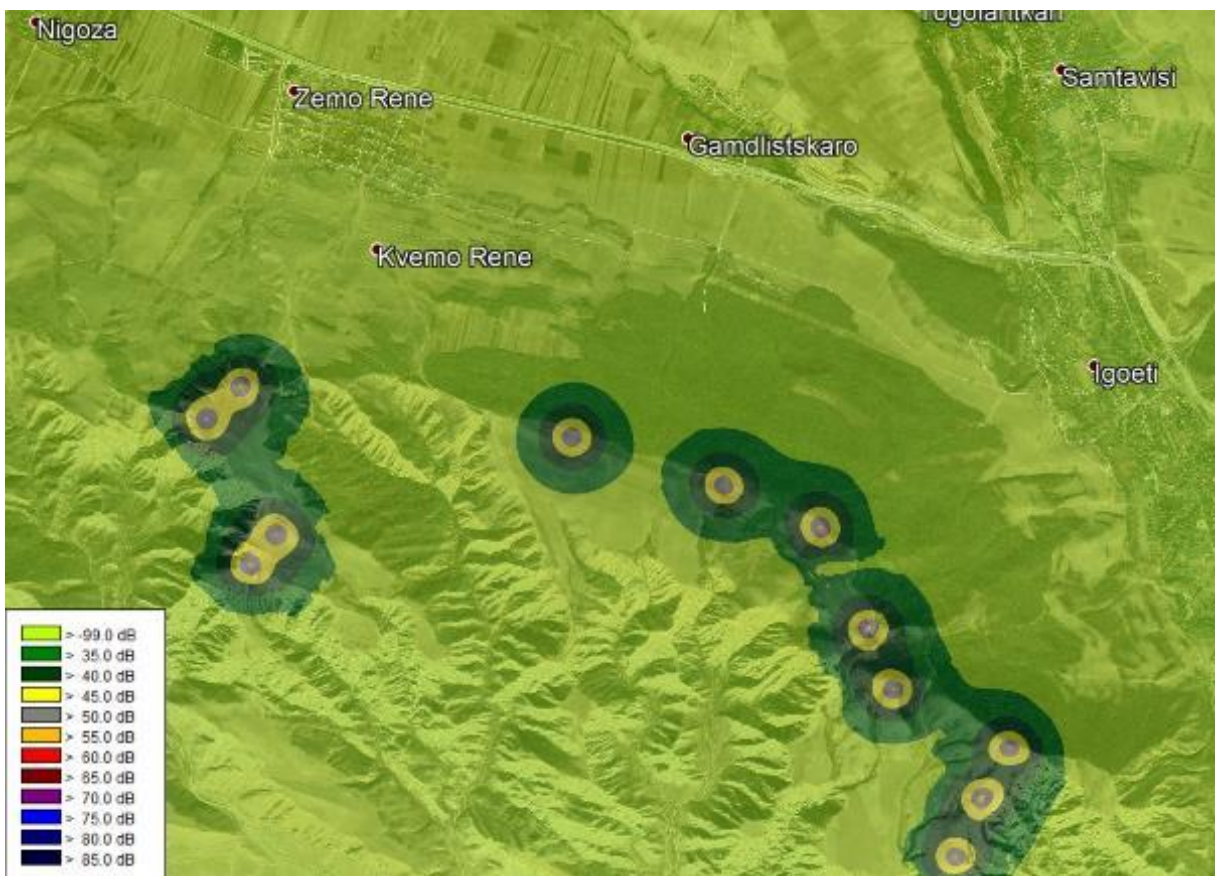 Nigoza
Samtavisi
Zemo Rene
Gamdlistskaro
Kvemo Rene
Igoeti
> -99.0 dB
> 35.0 dB
> 40.0 dB
> 45.0 dB
> 50.0 dB
> 55.0 dB
> 60.0 dB
> 65.0 dB
> 70.0 dB
> 75.0 dB
> 80.0 dB
> 85.0 dB